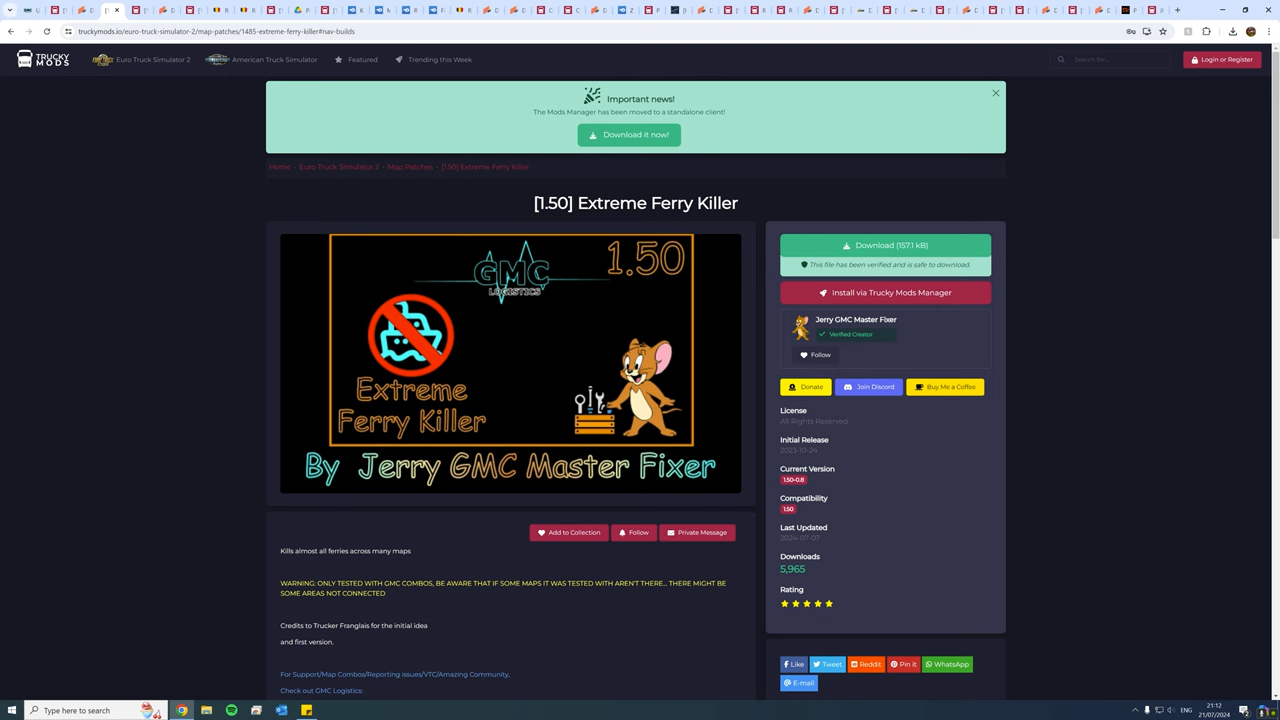 truckymods.io/euro-truck-simulator-2/map-patches/1485-extreme-ferry-killer#nav-builds
TRUCKY
MODS
Euro Truck Simulator 2
American Truck Simulator
Featured
Trending this Week
Search for...
Login or Register
Important news!
The Mods Manager has been moved to a standalone client!
Download it now!
Home - Euro Truck Simulator 2 - Map Patches - [1.50] Extreme Ferry Killer
[1.50] Extreme Ferry Killer
GMC
LOGISTICS
1.50
Extreme
Ferry Killer
By Jerry GMC Master Fixer
Download (157.1 kB)
This file has been verified and is safe to download.
Install via Trucky Mods Manager
Jerry GMC Master Fixer
Verified Creator
Follow
Donate
Join Discord
Buy Me a Coffee
License
All Rights Reserved
Initial Release
2023-10-24
Current Version
1.50-0.8
Compatibility
1.50
Last Updated
2024-07-07
Downloads
5,965
Rating
Add to Collection
Follow
Private Message
Kills almost all ferries across many maps
WARNING: ONLY TESTED WITH GMC COMBOS, BE AWARE THAT IF SOME MAPS IT WAS TESTED WITH AREN'T THERE... THERE MIGHT BE
SOME AREAS NOT CONNECTED
Credits to Trucker Franglais for the initial idea
and first version.
For Support/Map Combos/Reporting issues/VTC/Amazing Community,
Check out GMC Logistics:
Like
Tweet
Reddit
Pin it
WhatsApp
E-mail
Type here to search
ENG
21:12
21/07/2024